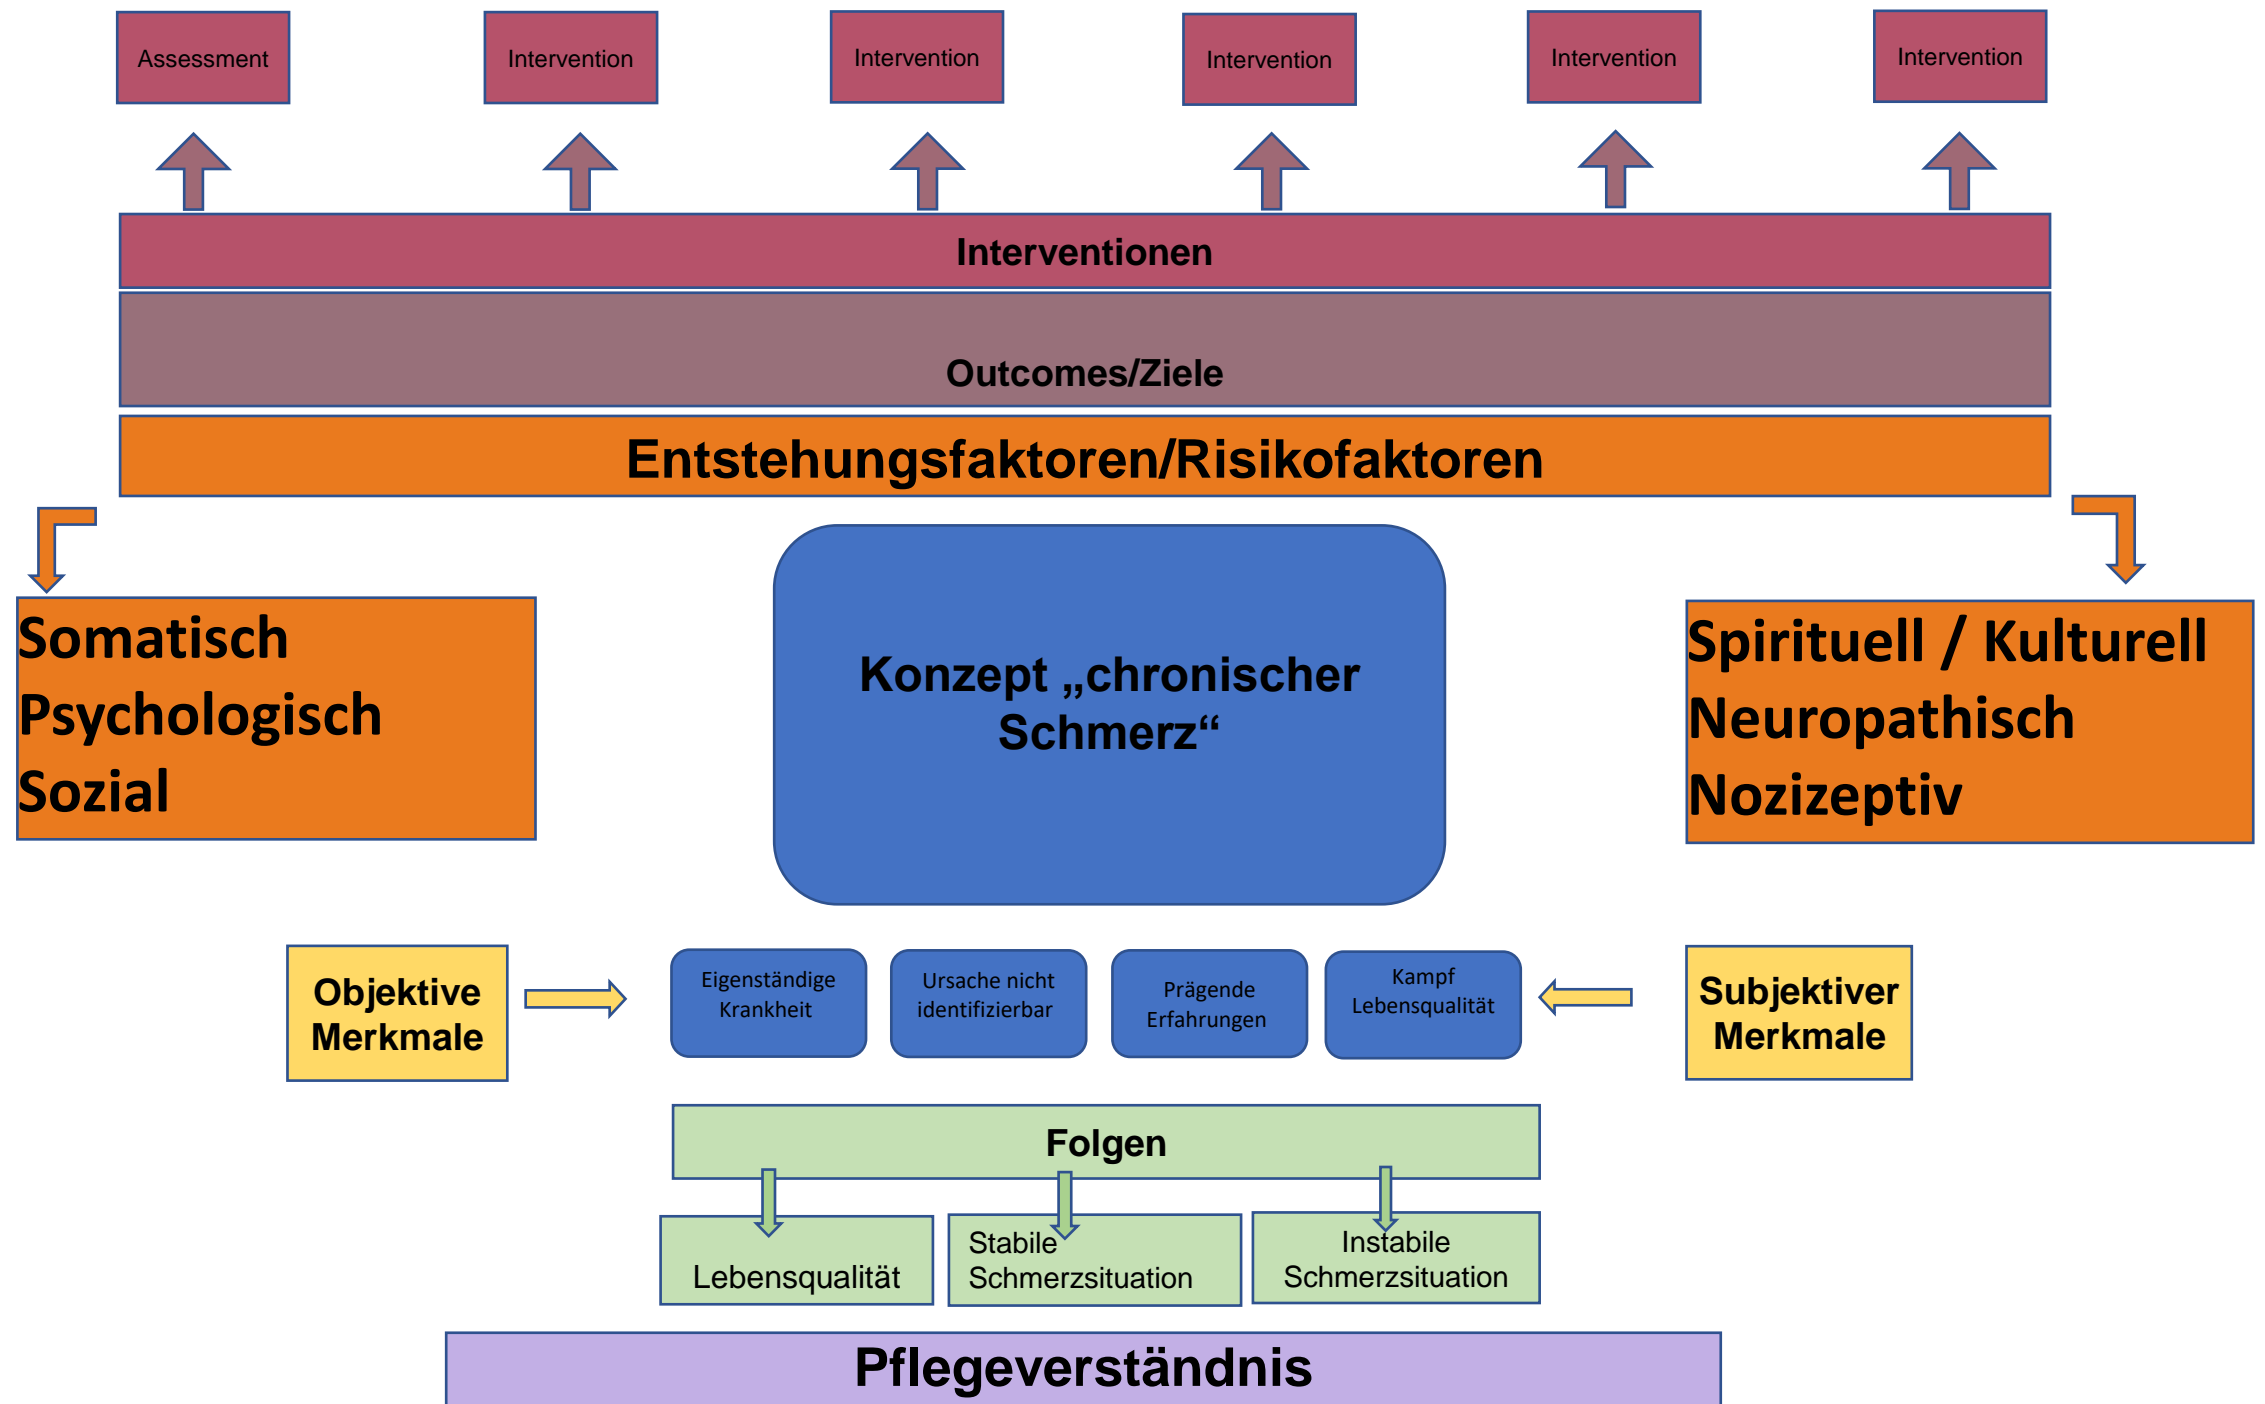 Assessment
Intervention
Intervention
Intervention
Intervention
Intervention
Interventionen
Outcomes/Ziele
Entstehungsfaktoren/Risikofaktoren
Somatisch
Psychologisch
Sozial
Konzept „chronischer
Schmerz“
Spirituell / Kulturell
Neuropathisch
Nozizeptiv
Objektive
Merkmale
Eigenständige
Krankheit
Ursache nicht
identifizierbar
Prägende
Erfahrungen
Kampf
Lebensqualität
Subjektiver
Merkmale
Folgen
Lebensqualität
Stabile
Schmerzsituation
Instabile
Schmerzsituation
Pflegeverständnis